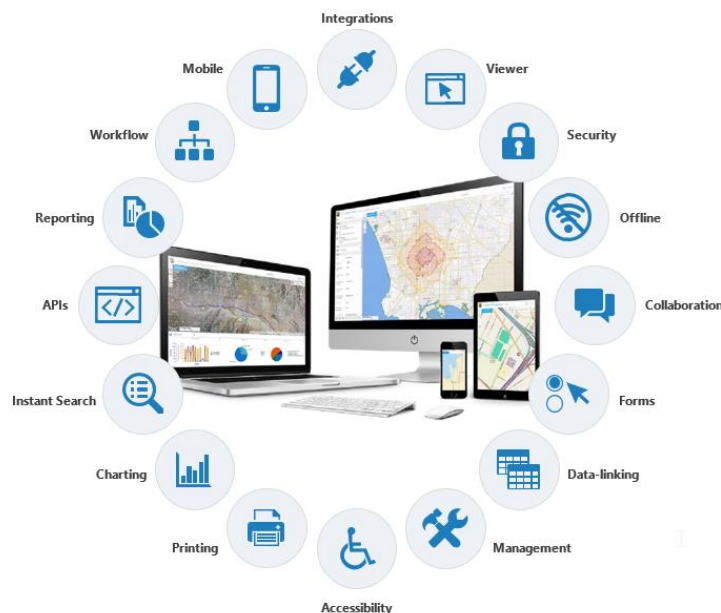 Integrations
Mobile
Viewer
Workflow
Security
Reporting
Offline
APIs
Collaboration
Instant Search
Forms
Charting
Data-linking
Printing
Management
Accessibility